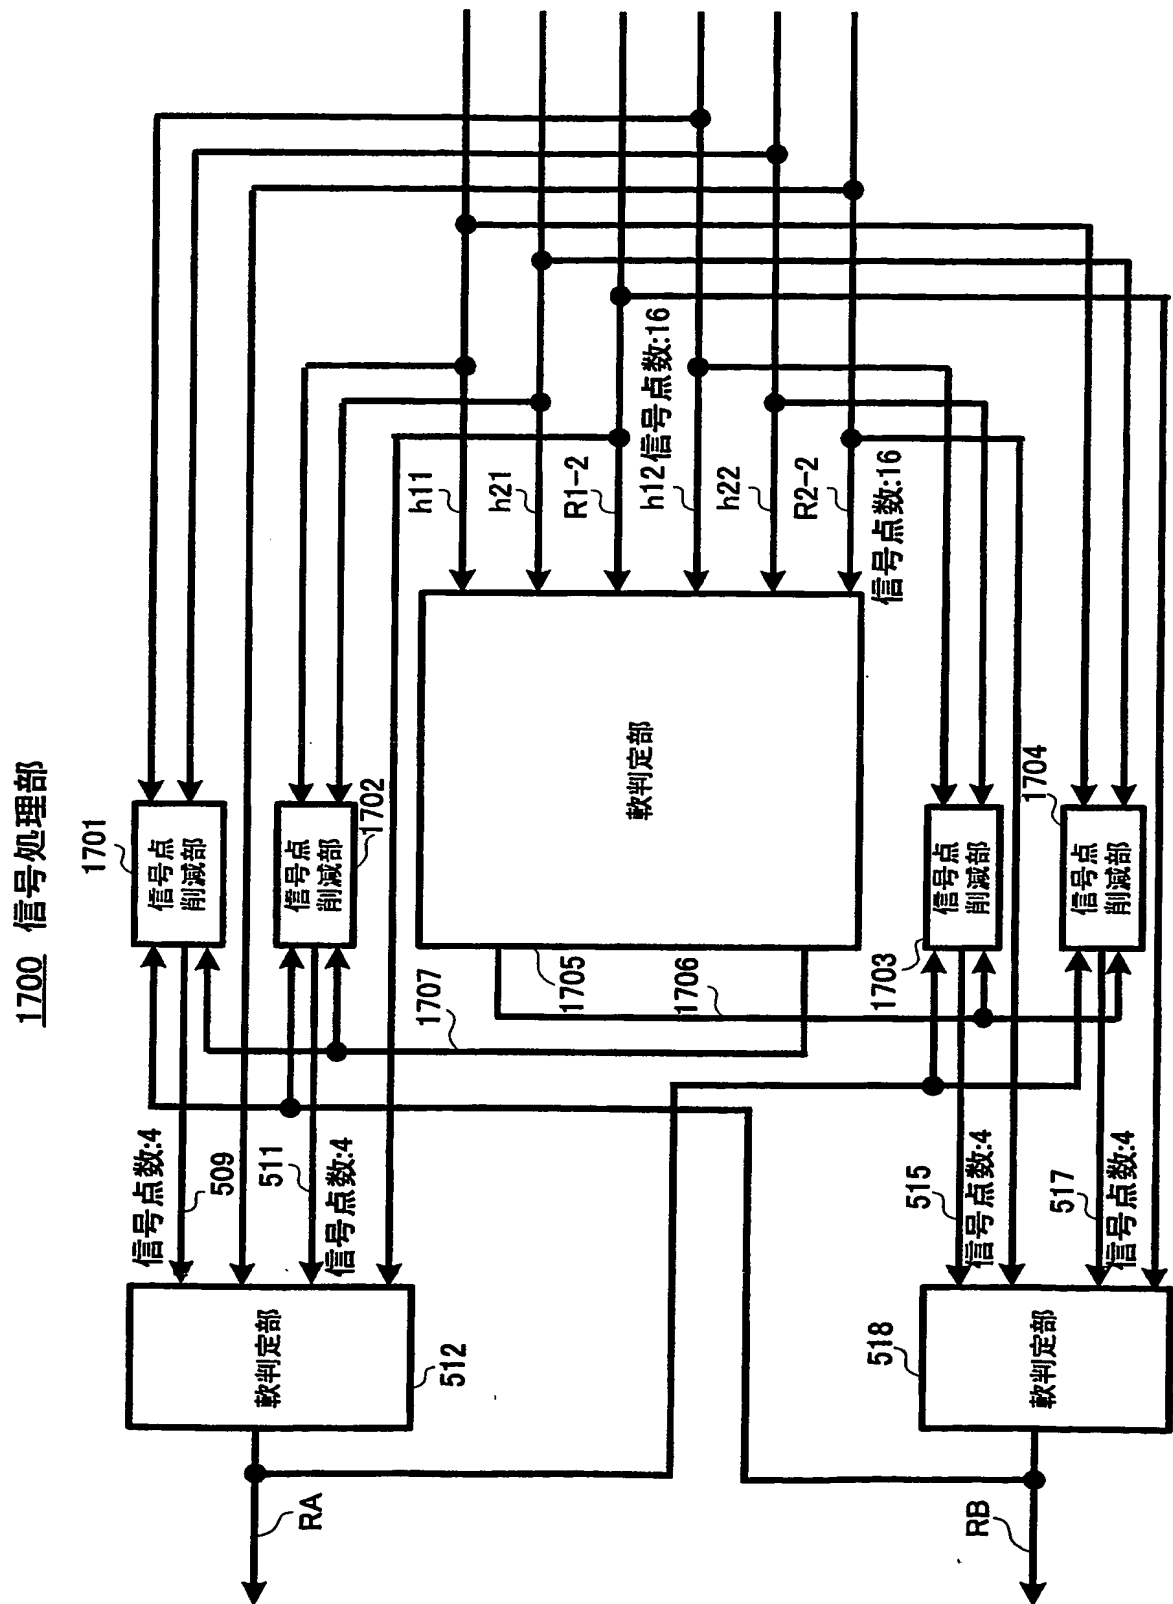 1700 信号処理部
1701
信号点
削減部
信号点
削減部
1702
軟判定部
1705
1706
1707
1703
信号点
削減部
1704
信号点
削減部
h11
h21
R1-2
信号点数:16
h12
h22
R2-2
信号点数:16
信号点数:4
509
511
信号点数:4
515
信号点数:4
517
信号点数:4
軟判定部
512
軟判定部
518
RA
RB